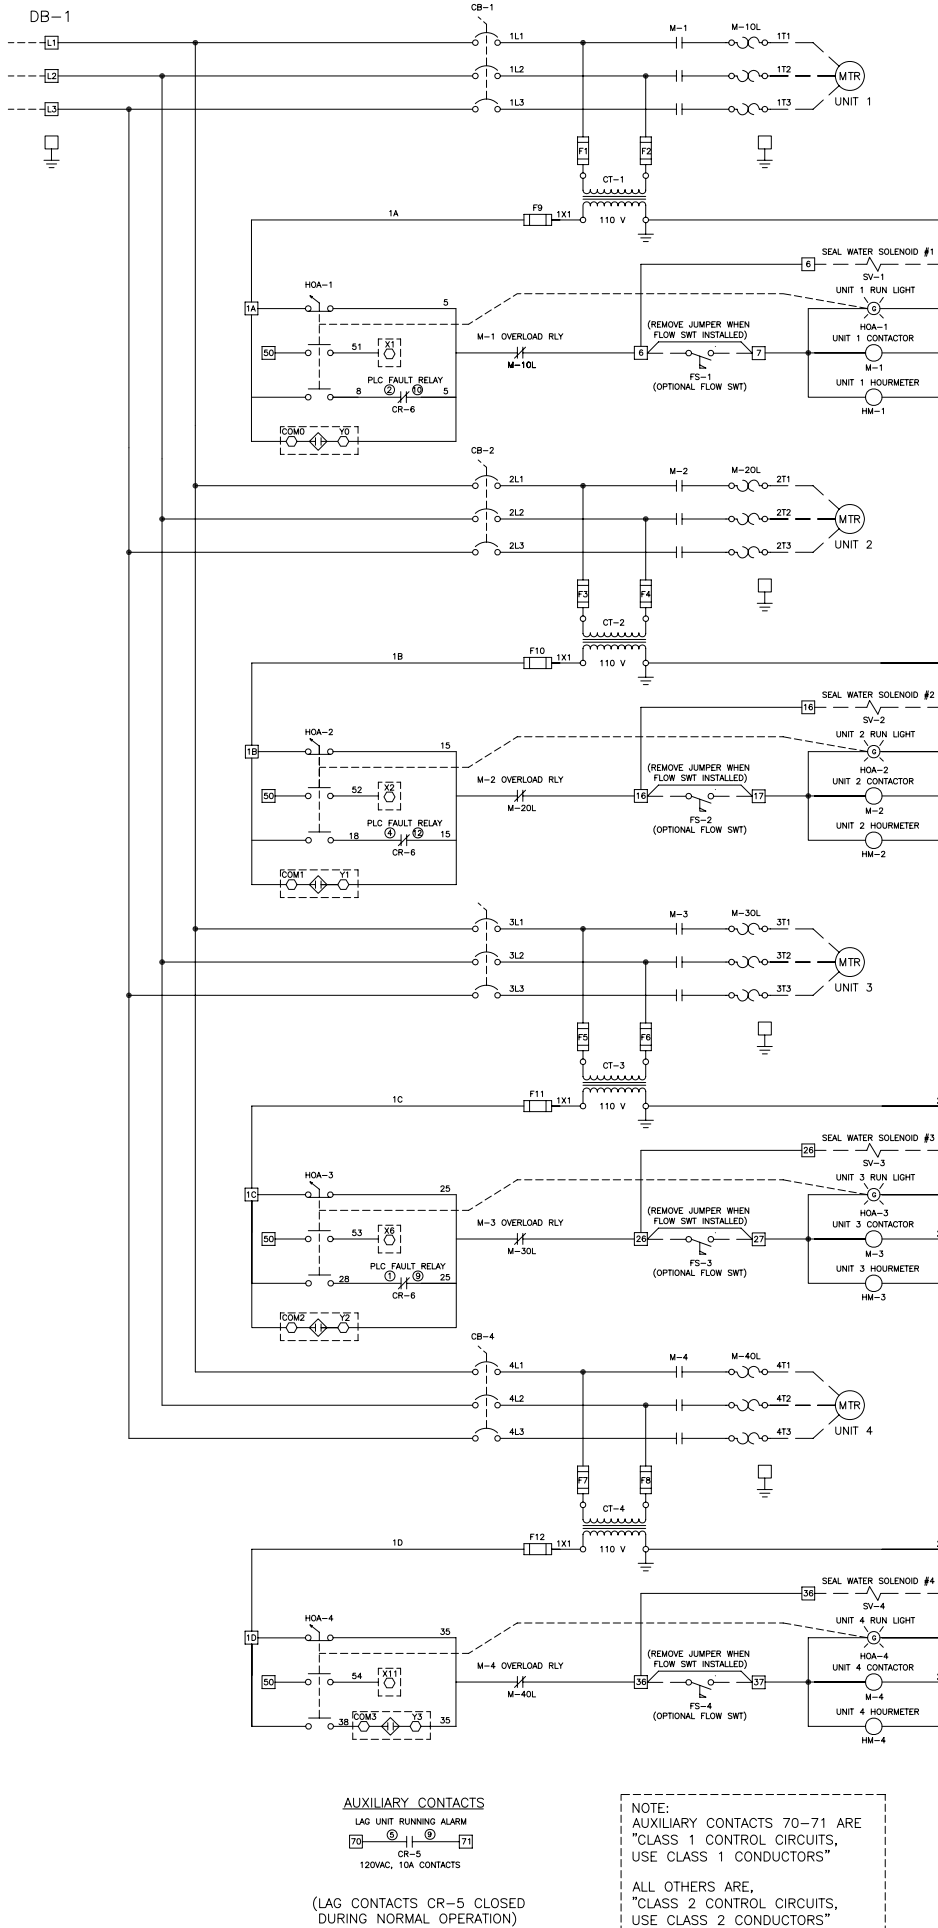 DB-1
CB-1
L1
1L1
M-1
M-1OL
1T1
L2
1L2
1T2
MTR
L3
1L3
1T3
UNIT 1
F1
F2
CT-1
1A
F9
1X1
110 V
SEAL WATER SOLENOID #1
6
SV-1
HOA-1
UNIT 1 RUN LIGHT
1A
5
G
HOA-1
(REMOVE JUMPER WHEN
FLOW SWT INSTALLED)
M-1 OVERLOAD RLY
UNIT 1 CONTACTOR
50
51
X1
M-1OL
6
7
M-1
FS-1
(OPTIONAL FLOW SWT)
PLC FAULT RELAY
UNIT 1 HOURMETER
8
2
10
5
CR-6
HM-1
COM0
Y0
CB-2
2L1
M-2
M-2OL
2T1
2L2
2T2
MTR
2L3
2T3
UNIT 2
F3
F4
CT-2
1B
F10
1X1
110 V
SEAL WATER SOLENOID #2
16
SV-2
HOA-2
UNIT 2 RUN LIGHT
1B
15
G
HOA-2
(REMOVE JUMPER WHEN
FLOW SWT INSTALLED)
M-2 OVERLOAD RLY
UNIT 2 CONTACTOR
50
52
X2
M-2OL
16
17
M-2
FS-2
(OPTIONAL FLOW SWT)
PLC FAULT RELAY
UNIT 2 HOURMETER
18
4
12
15
CR-6
HM-2
COM1
Y1
3L1
M-3
M-3OL
3T1
3L2
3T2
MTR
3L3
3T3
UNIT 3
F5
F6
CT-3
1C
F11
1X1
110 V
SEAL WATER SOLENOID #3
26
SV-3
HOA-3
UNIT 3 RUN LIGHT
1C
25
G
HOA-3
(REMOVE JUMPER WHEN
FLOW SWT INSTALLED)
M-3 OVERLOAD RLY
UNIT 3 CONTACTOR
50
53
X6
M-3OL
26
27
M-3
FS-3
(OPTIONAL FLOW SWT)
PLC FAULT RELAY
UNIT 3 HOURMETER
28
1
9
25
CR-6
HM-3
COM2
Y2
CB-4
4L1
M-4
M-4OL
4T1
4L2
4T2
MTR
4L3
4T3
UNIT 4
F7
F8
CT-4
1D
F12
1X1
110 V
SEAL WATER SOLENOID #4
36
SV-4
HOA-4
UNIT 4 RUN LIGHT
1D
35
G
HOA-4
(REMOVE JUMPER WHEN
FLOW SWT INSTALLED)
M-4 OVERLOAD RLY
UNIT 4 CONTACTOR
50
54
X11
M-4OL
36
37
M-4
FS-4
(OPTIONAL FLOW SWT)
UNIT 4 HOURMETER
38
COM3
Y3
35
HM-4
AUXILIARY CONTACTS
LAG UNIT RUNNING ALARM
70
5
9
71
CR-5
120VAC, 10A CONTACTS
(LAG CONTACTS CR-5 CLOSED
DURING NORMAL OPERATION)
NOTE:
AUXILIARY CONTACTS 70-71 ARE
"CLASS 1 CONTROL CIRCUITS,
USE CLASS 1 CONDUCTORS"
ALL OTHERS ARE,
"CLASS 2 CONTROL CIRCUITS,
USE CLASS 2 CONDUCTORS"